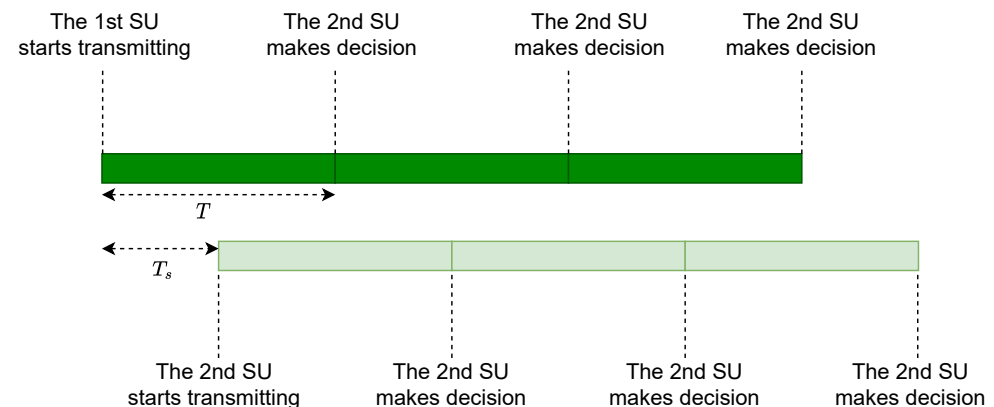 The 1st SU
starts transmitting
The 2nd SU
makes decision
The 2nd SU
makes decision
The 2nd SU
makes decision
T
T_s
The 2nd SU
starts transmitting
The 2nd SU
makes decision
The 2nd SU
makes decision
The 2nd SU
makes decision